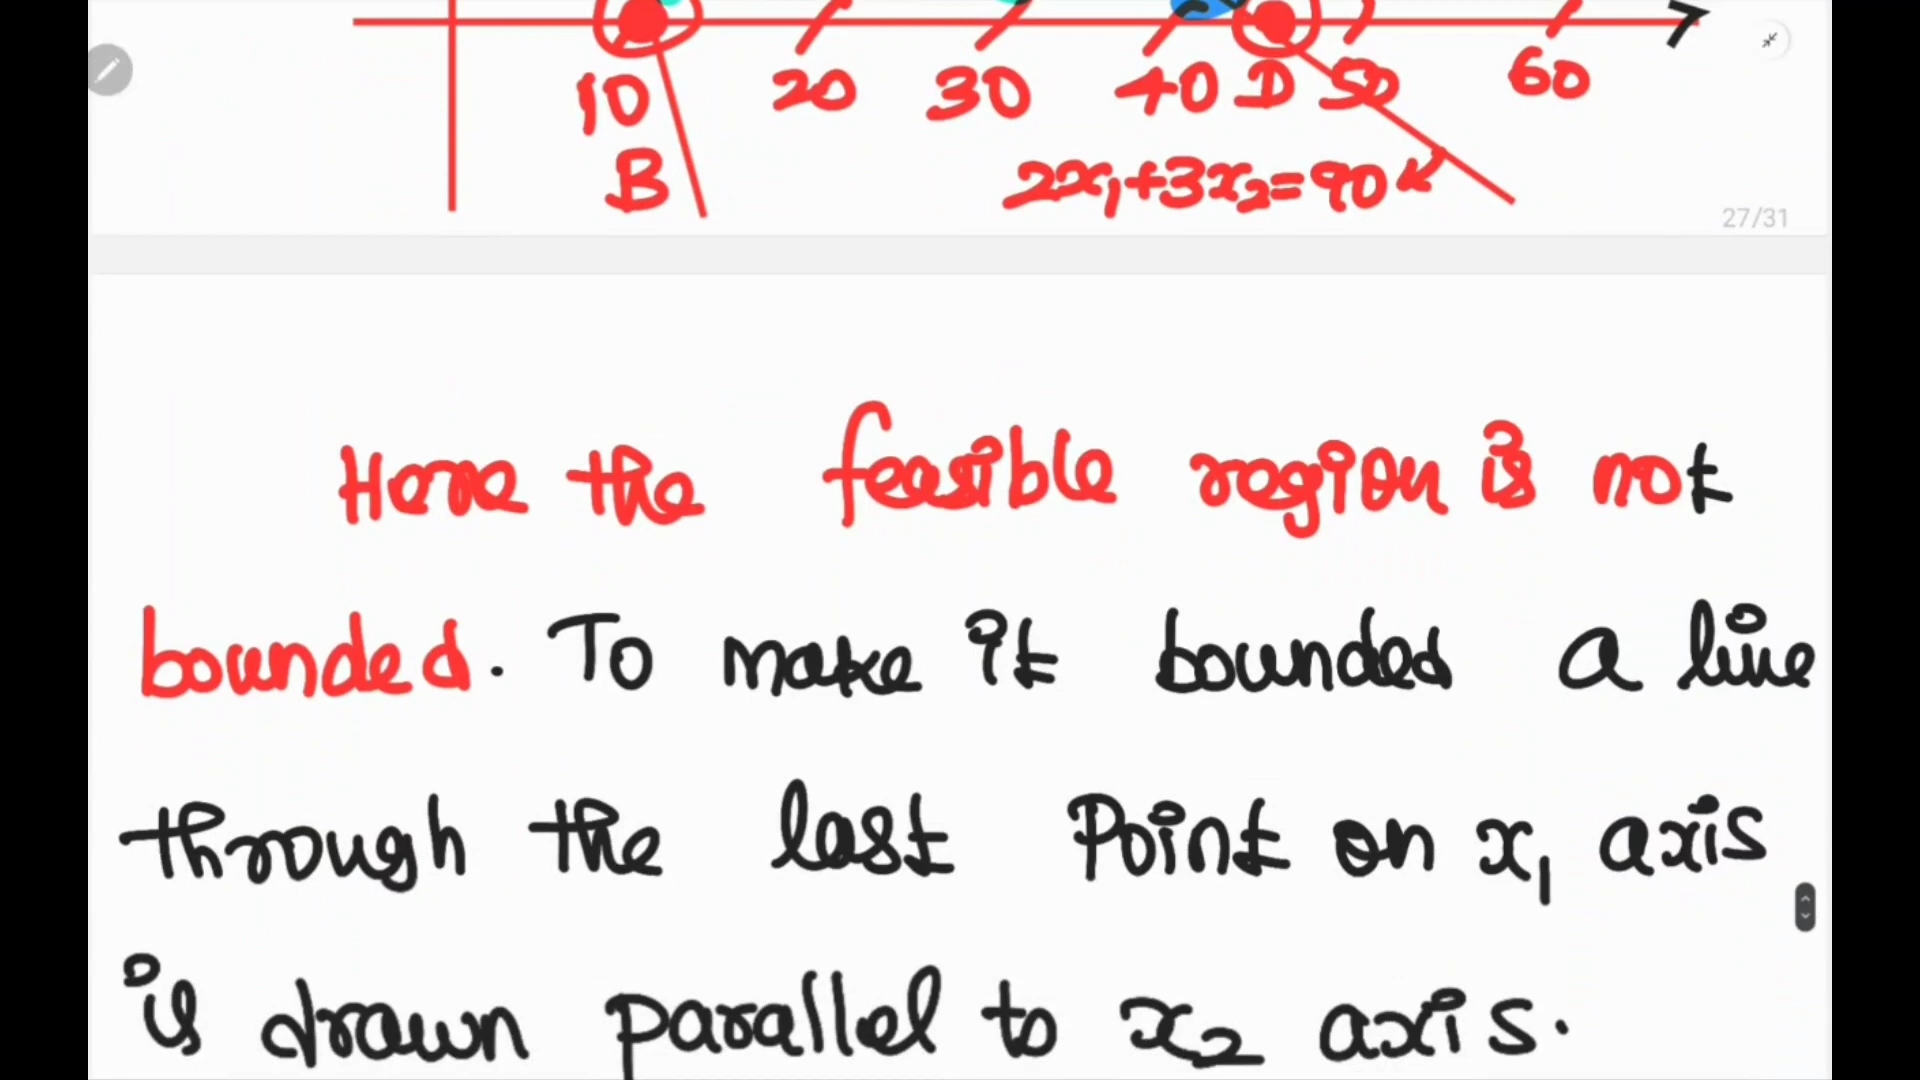 10 20 30 40 D 50 60
B 2x₁+3x₂=90
27/31
Here the feasible region is not
bounded. To make it bounded a line
through the last point on x₁ axis
is drawn parallel to x₂ axis.